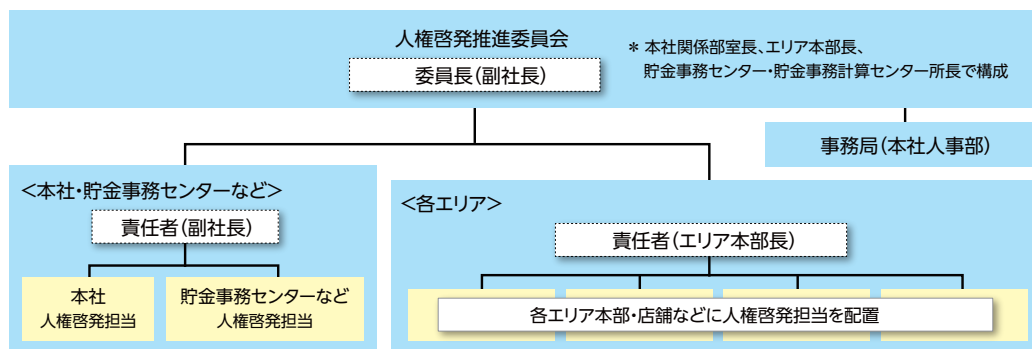 人権啓発推進委員会
委員長(副社長)
* 本社関係部室長、エリア本部長、
貯金事務センター・貯金事務計算センター所長で構成
事務局(本社人事部)
<本社・貯金事務センターなど>
責任者(副社長)
本社
人権啓発担当
貯金事務センターなど
人権啓発担当
<各エリア>
責任者(エリア本部長)
各エリア本部・店舗などに人権啓発担当を配置